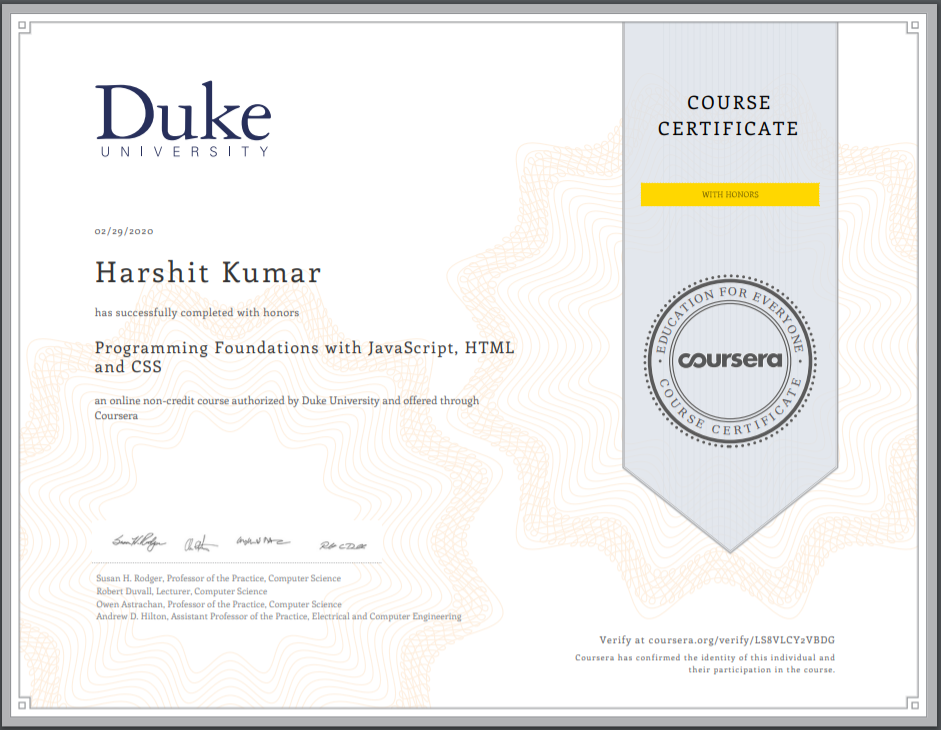 Duke
UNIVERSITY
02/29/2020
Harshit Kumar
has successfully completed with honors
Programming Foundations with JavaScript, HTML
and CSS
an online non-credit course authorized by Duke University and offered through
Coursera
Susan H. Rodger, Professor of the Practice, Computer Science
Robert Duvall, Lecturer, Computer Science
Owen Astrachan, Professor of the Practice, Computer Science
Andrew D. Hilton, Assistant Professor of the Practice, Electrical and Computer Engineering
COURSE
CERTIFICATE
WITH HONORS
EDUCATION FOR EVERYONE
coursera
COURSE CERTIFICATE
Verify at coursera.org/verify/LS8VLCY2VBDG
Coursera has confirmed the identity of this individual and
their participation in the course.